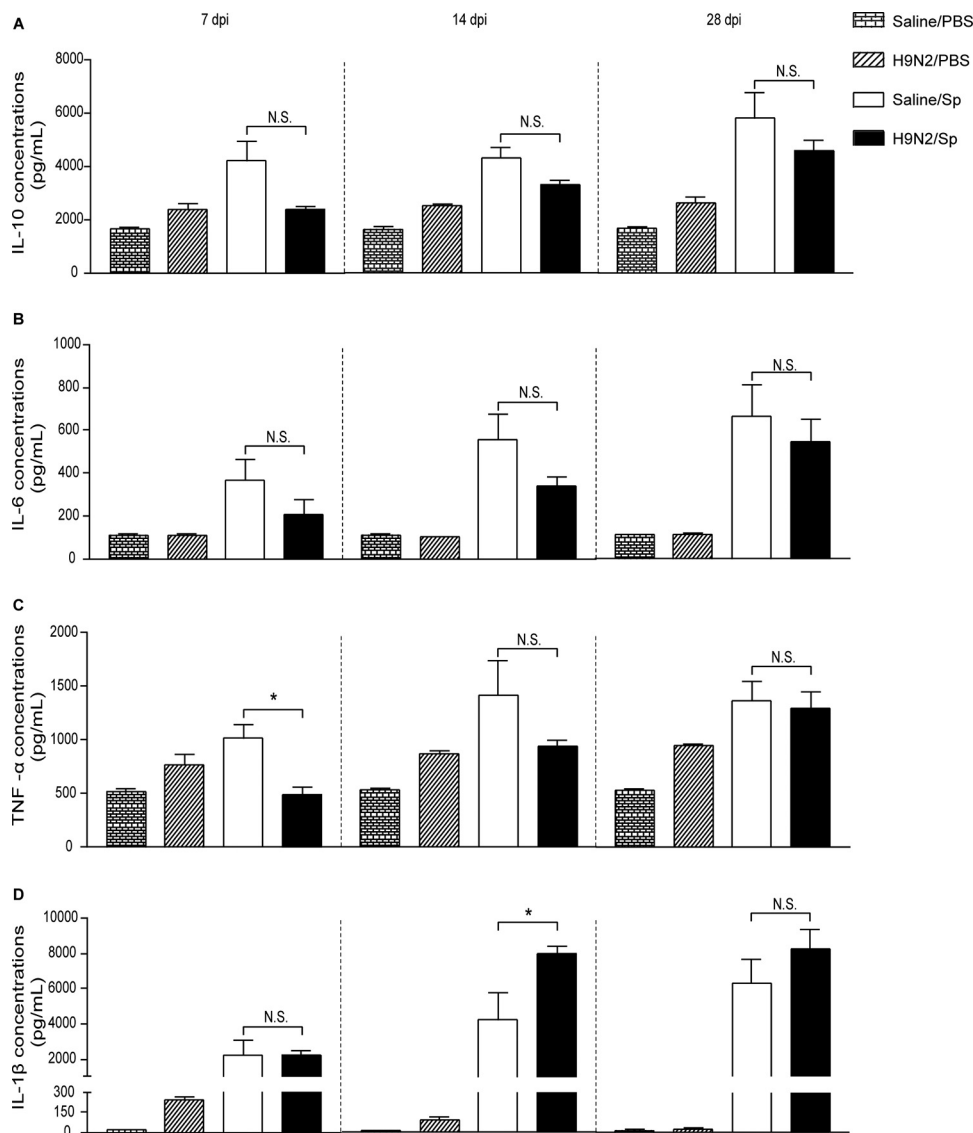 A
7 dpi
14 dpi
28 dpi
Saline/PBS
H9N2/PBS
Saline/Sp
H9N2/Sp
IL-10 concentrations
(pg/mL)
8000
6000
4000
2000
0
N.S.
N.S.
N.S.
B
IL-6 concentrations
(pg/mL)
1000
800
600
400
200
0
N.S.
N.S.
N.S.
C
TNF -α concentrations
(pg/mL)
2000
1500
1000
500
0
*
N.S.
N.S.
D
IL-1β concentrations
(pg/mL)
10000
8000
6000
4000
2000
300
150
0
N.S.
*
N.S.